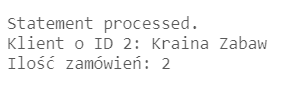 Statement processed.
Klient o ID 2: Kraina Zabaw
Ilość zamówień: 2